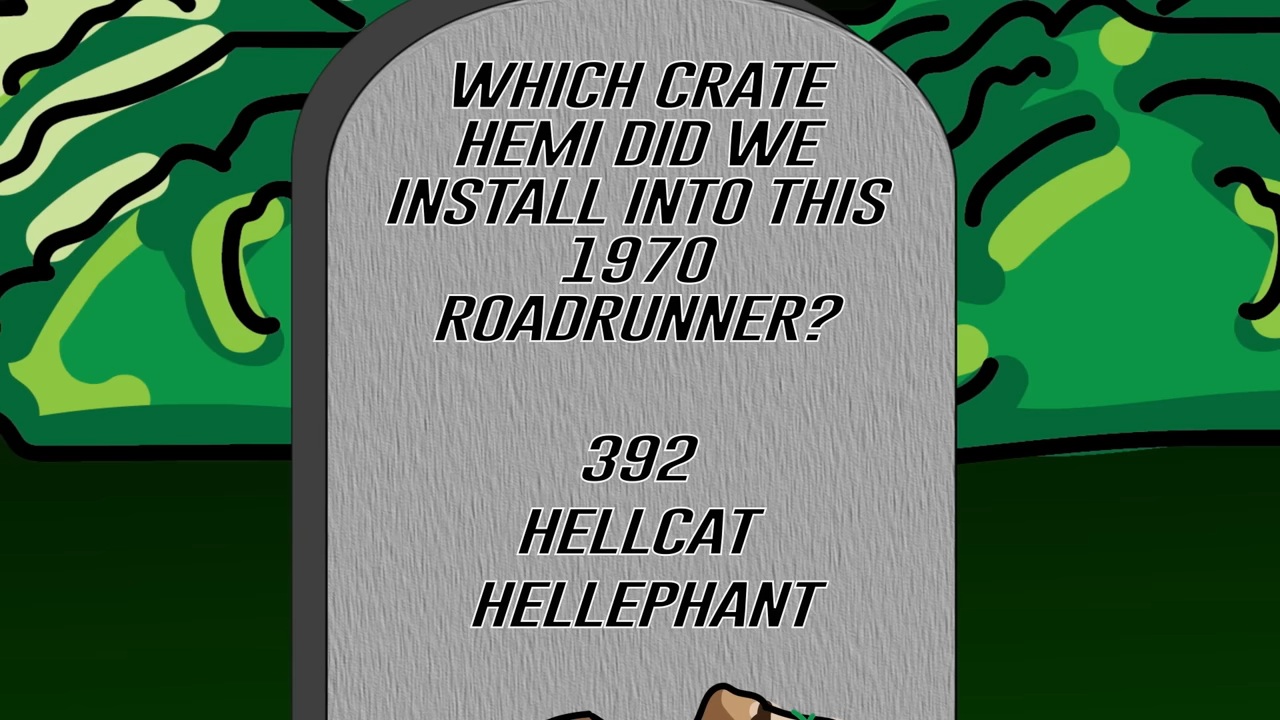 WHICH CRATE
HEMI DID WE
INSTALL INTO THIS
1970
ROADRUNNER?
392
HELLCAT
HELLEPHANT